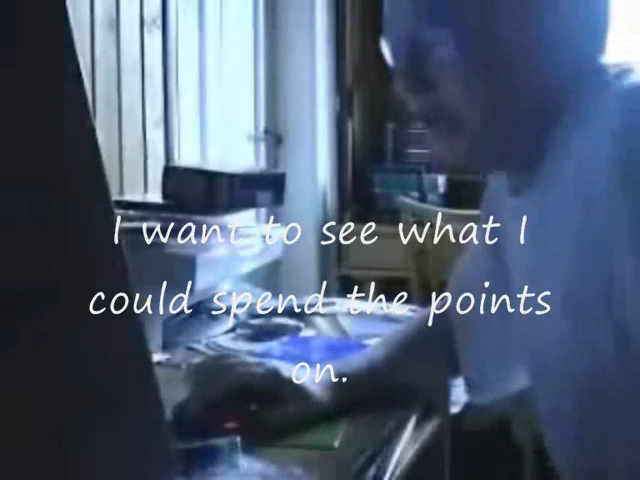 I want to see what I
could spend the points
on.